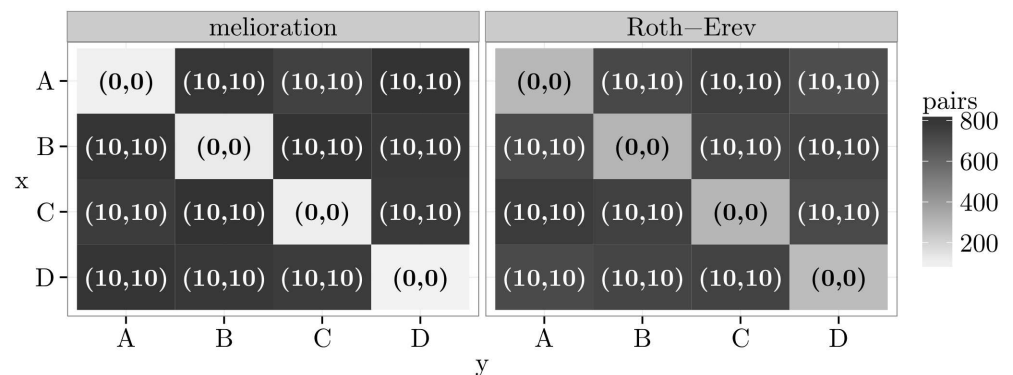 melioration Roth−Erev
A (0,0) (10,10) (10,10) (10,10) (0,0) (10,10) (10,10) (10,10)
B (10,10) (0,0) (10,10) (10,10) (10,10) (0,0) (10,10) (10,10)
C (10,10) (10,10) (0,0) (10,10) (10,10) (10,10) (0,0) (10,10)
D (10,10) (10,10) (10,10) (0,0) (10,10) (10,10) (10,10) (0,0)
x
A B C D A B C D
y
pairs
800
600
400
200